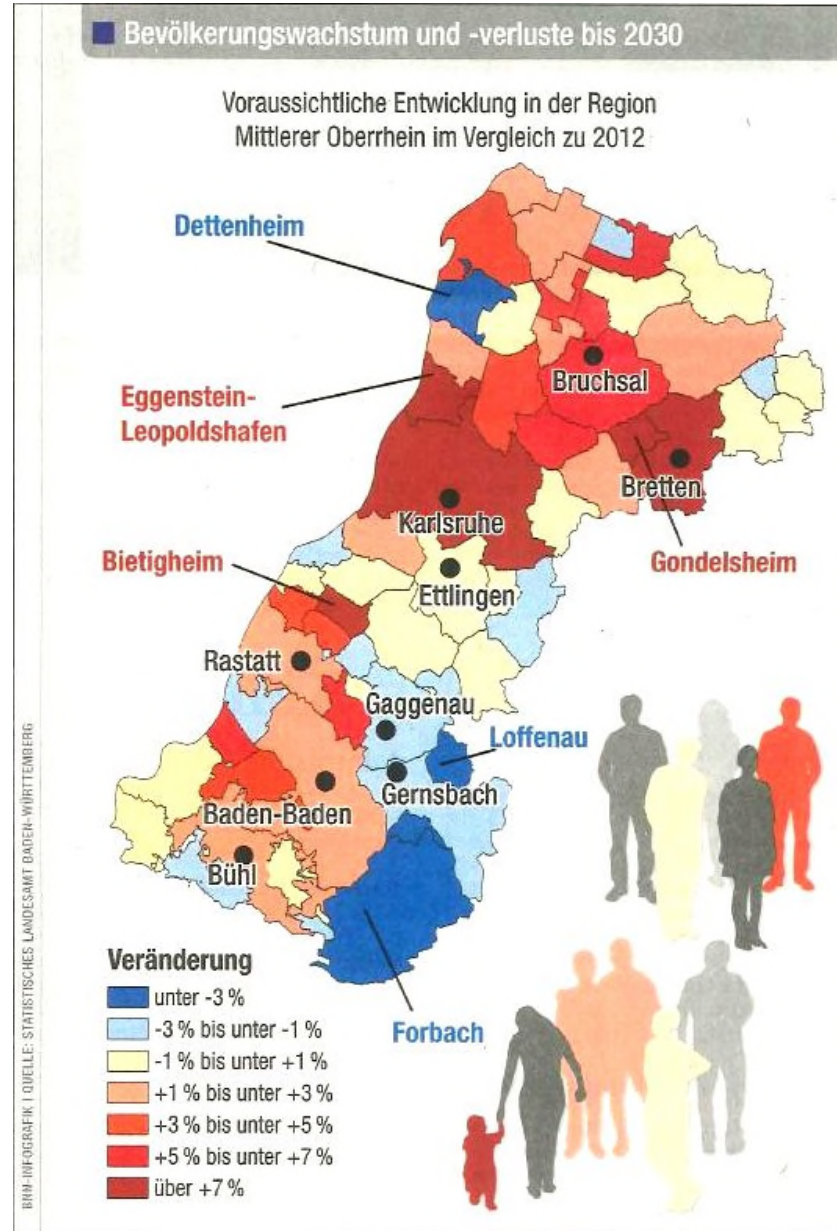 Bevölkerungswachstum und -verluste bis 2030
Voraussichtliche Entwicklung in der Region
Mittlerer Oberrhein im Vergleich zu 2012
Dettenheim
Eggenstein-
Leopoldshafen
Bruchsal
Bretten
Karlsruhe
Gondelsheim
Bietigheim
Ettlingen
Rastatt
Gaggenau
Loffenau
Gernsbach
Baden-Baden
Bühl
Forbach
Veränderung
unter -3 %
-3 % bis unter -1 %
-1 % bis unter +1 %
+1 % bis unter +3 %
+3 % bis unter +5 %
+5 % bis unter +7 %
über +7 %
BNN-INFOGRAFIK | QUELLE: STATISTISCHES LANDESAMT BADEN-WÜRTTEMBERG